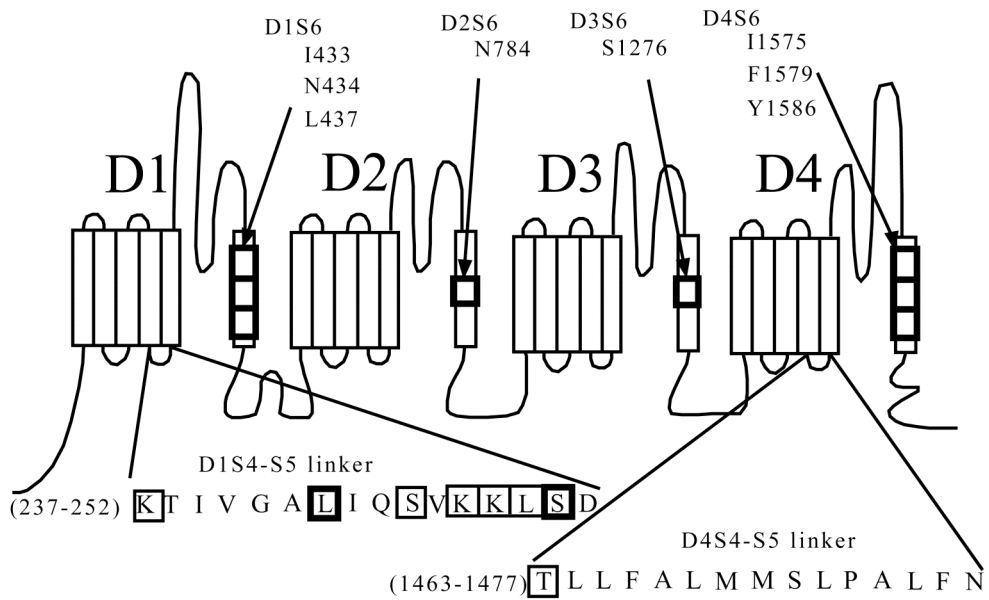 D1S6
I433
N434
L437
D2S6
N784
D3S6
S1276
D4S6
I1575
F1579
Y1586
D1
D2
D3
D4
D1S4-S5 linker
(237-252) K T I V G A L I Q S V K K L S D
D4S4-S5 linker
(1463-1477) T L L F A L M M S L P A L F N